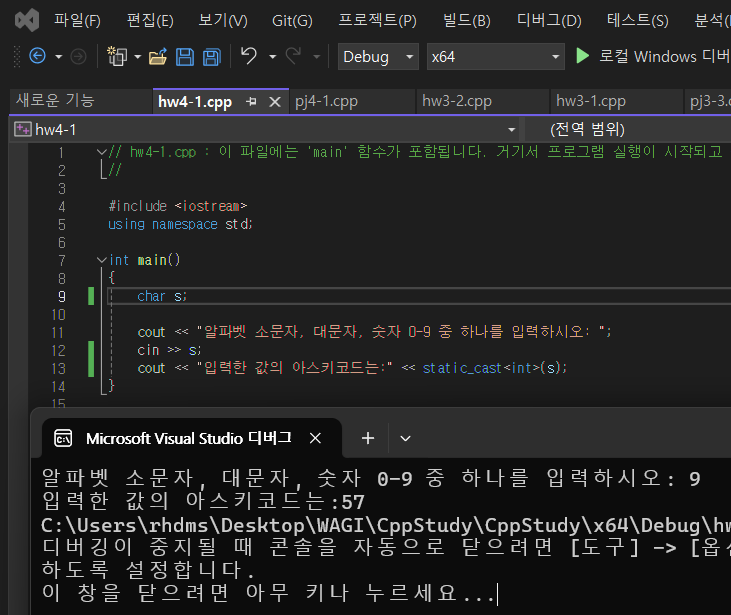 파일(F) 편집(E) 보기(V) Git(G) 프로젝트(P) 빌드(B) 디버그(D) 테스트(S) 분석(
Debug x64 로컬 Windows 디버
새로운 기능 hw4-1.cpp pj4-1.cpp hw3-2.cpp hw3-1.cpp pj3-3.c
hw4-1 (전역 범위)
1 // hw4-1.cpp : 이 파일에는 'main' 함수가 포함됩니다. 거기서 프로그램 실행이 시작되고
2 //
3
4 #include <iostream>
5 using namespace std;
6
7 int main()
8 {
9 char s;
10
11 cout << "알파벳 소문자, 대문자, 숫자 0-9 중 하나를 입력하시오: ";
12 cin >> s;
13 cout << "입력한 값의 아스키코드는:" << static_cast<int>(s);
14 }
15
Microsoft Visual Studio 디버그
알파벳 소문자, 대문자, 숫자 0-9 중 하나를 입력하시오: 9
입력한 값의 아스키코드는:57
C:\Users\rhdms\Desktop\WAGI\CppStudy\CppStudy\x64\Debug\hw
디버깅이 중지될 때 콘솔을 자동으로 닫으려면 [도구] -> [옵션
하도록 설정합니다.
이 창을 닫으려면 아무 키나 누르세요...